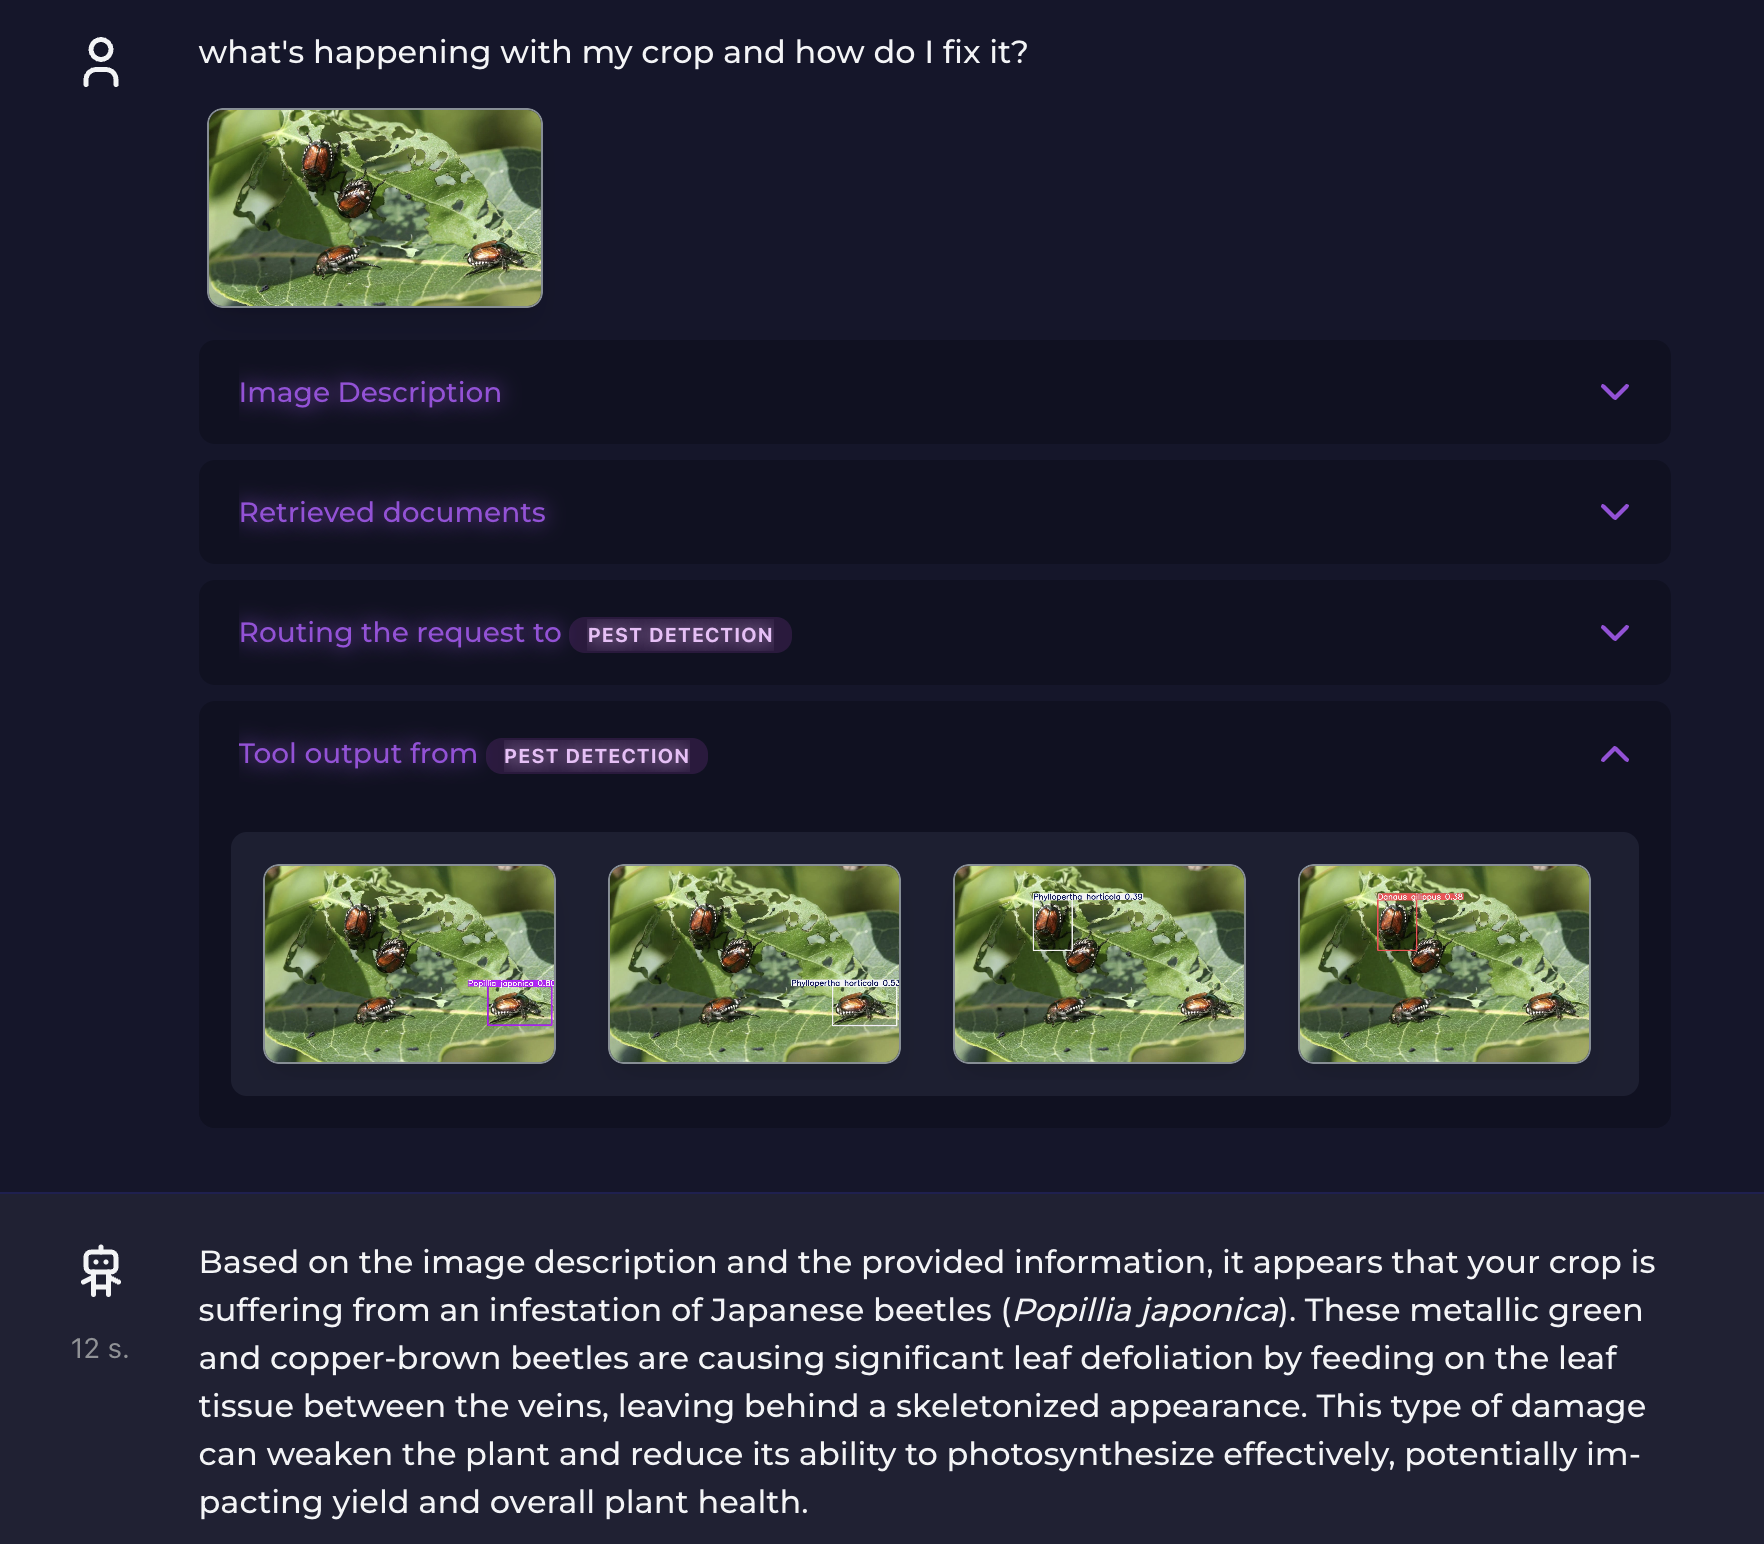 what's happening with my crop and how do I fix it?
Image Description
Retrieved documents
Routing the request to PEST DETECTION
Tool output from PEST DETECTION
Popillia japonica 0.80
Phyllopertha horticola 0.53
Phyllopertha horticola 0.39
Danaus
Based on the image description and the provided information, it appears that your crop is
suffering from an infestation of Japanese beetles (Popillia japonica). These metallic green
12 s.
and copper-brown beetles are causing significant leaf defoliation by feeding on the leaf
tissue between the veins, leaving behind a skeletonized appearance. This type of damage
can weaken the plant and reduce its ability to photosynthesize effectively, potentially im-
pacting yield and overall plant health.